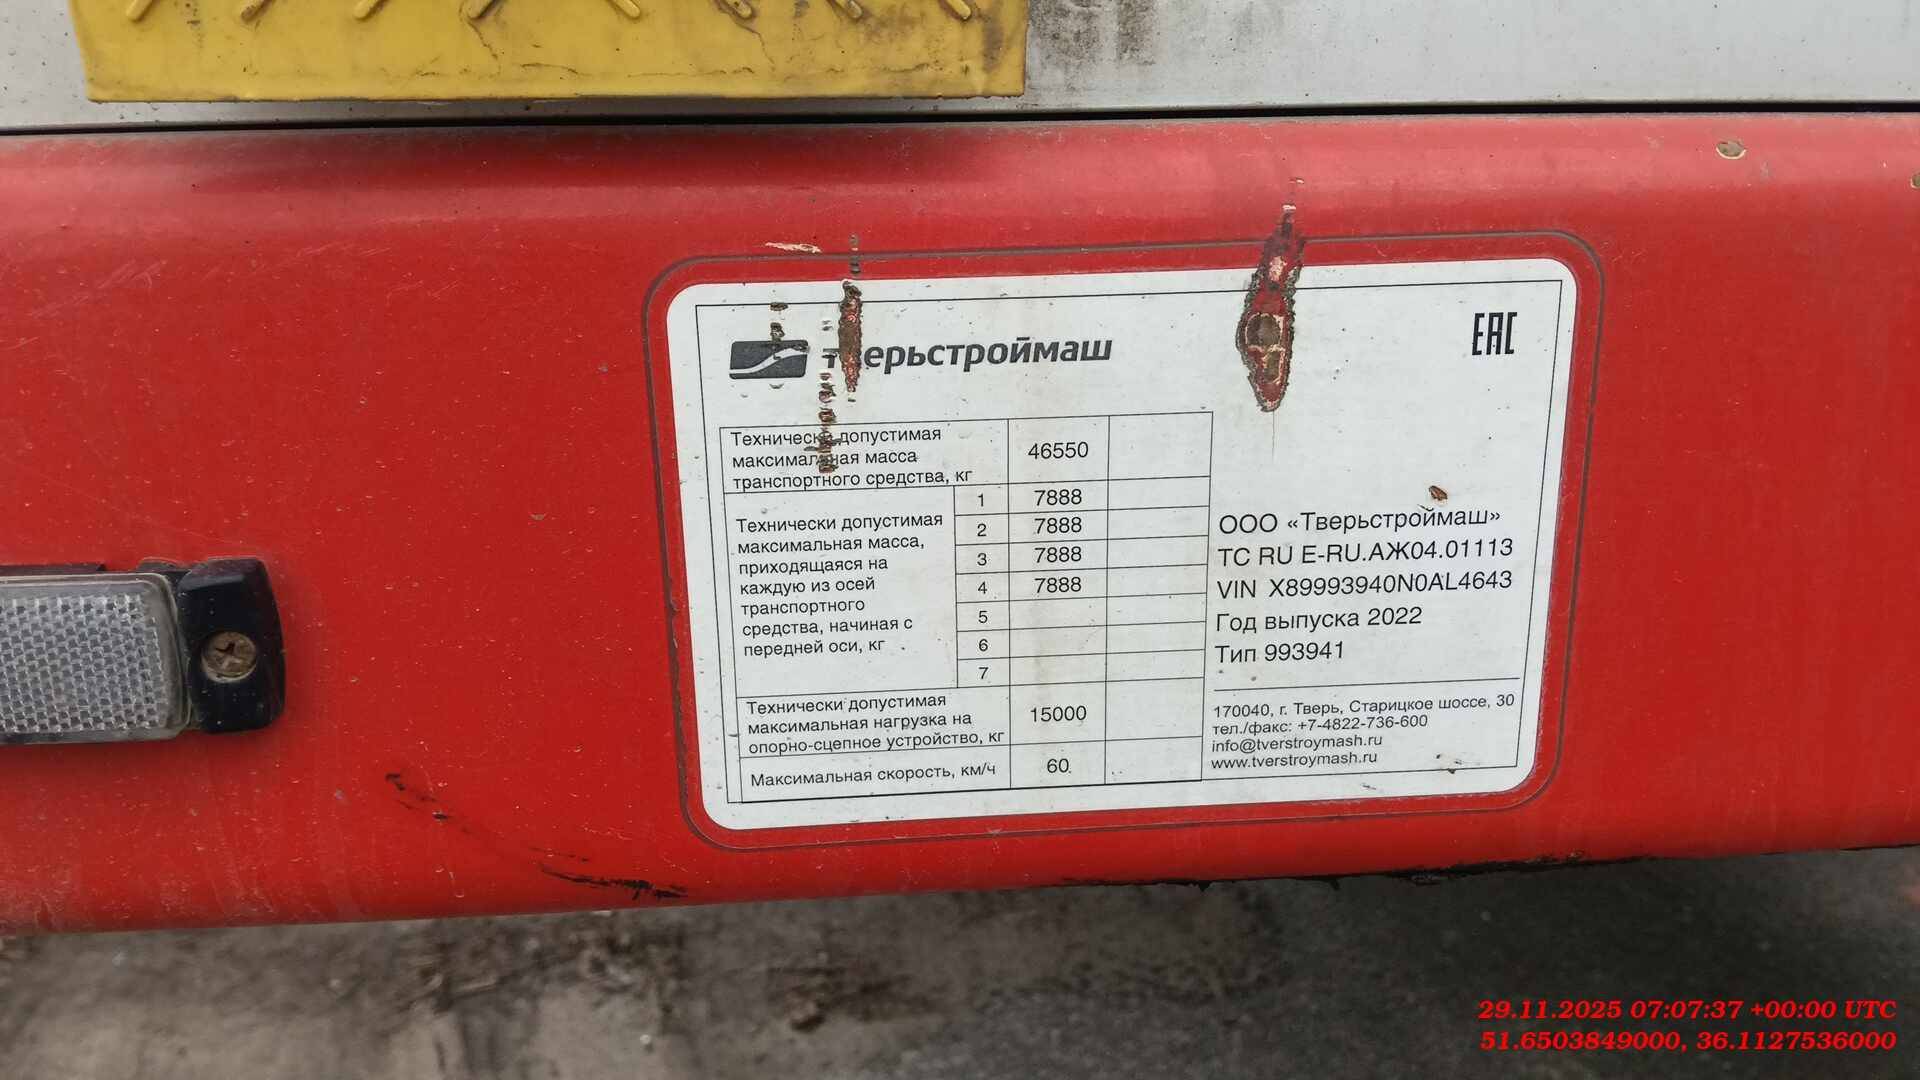 Тверьстроймаш
EAC
Технически допустимая
максимальная масса
транспортного средства, кг
46550
Технически допустимая
максимальная масса,
приходящаяся на
каждую из осей
транспортного
средства, начиная с
передней оси, кг
1 7888
2 7888
3 7888
4 7888
5
6
7
Технически допустимая
максимальная нагрузка на
опорно-сцепное устройство, кг
15000
Максимальная скорость, км/ч 60
ООО «Тверьстроймаш»
ТС RU E-RU.АЖ04.01113
VIN X89993940N0AL4643
Год выпуска 2022
Тип 993941
170040, г. Тверь, Старицкое шоссе, 30
тел./факс: +7-4822-736-600
info@tverstroymash.ru
www.tverstroymash.ru
29.11.2025 07:07:37 +00:00 UTC
51.6503849000, 36.1127536000